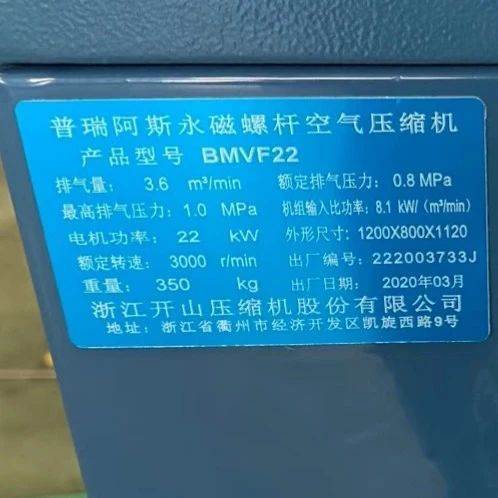 普瑞阿斯永磁螺杆空气压缩机
产品型号 BMVF22
排气量: 3.6 m³/min 额定排气压力: 0.8 MPa
最高排气压力: 1.0 MPa 机组输入比功率: 8.1 kW/(m³/min)
电机功率: 22 kW 外形尺寸: 1200X800X1120
额定转速: 3000 r/min 出厂编号: 222003733J
重量: 350 kg 出厂日期: 2020年03月
浙江开山压缩机股份有限公司
地址: 浙江省衢州市经济开发区凯旋西路9号